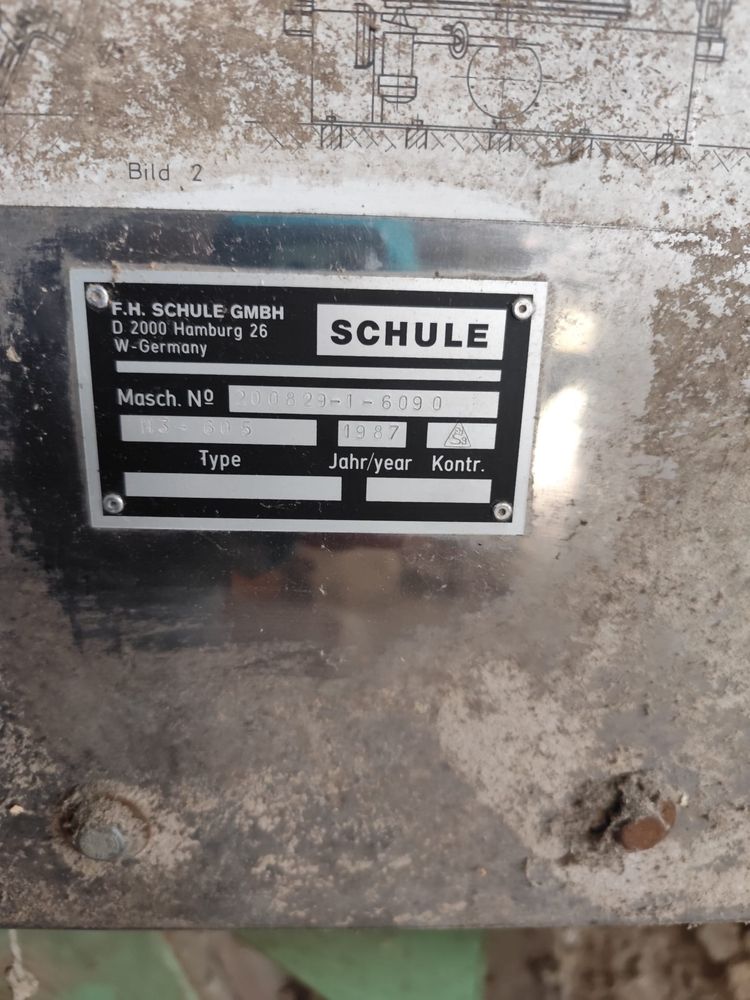 Bild 2
F.H. SCHULE GMBH
D 2000 Hamburg 26
W-Germany
SCHULE
Masch. Nº 200829-1-6090
1987
Type Jahr/year Kontr.